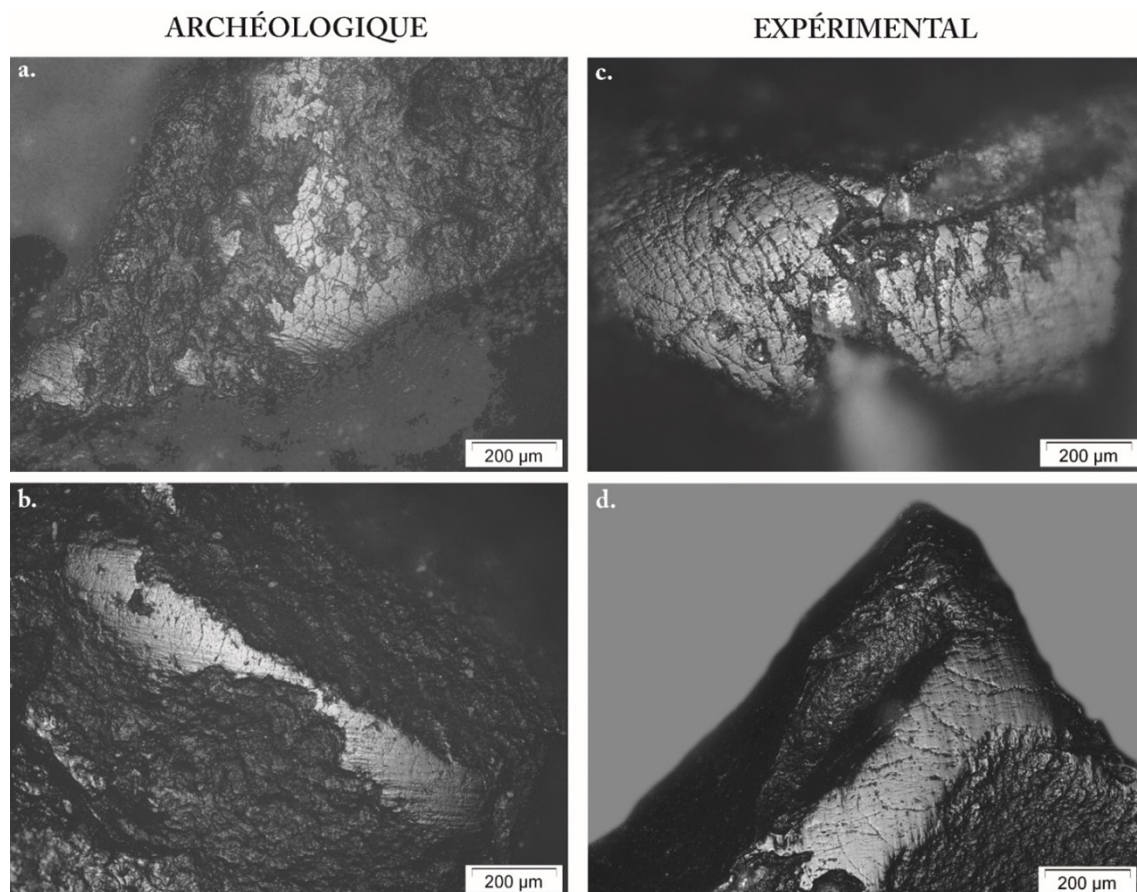 ARCHÉOLOGIQUE
EXPÉRIMENTAL
a.
200 µm
c.
200 µm
b.
200 µm
d.
200 µm